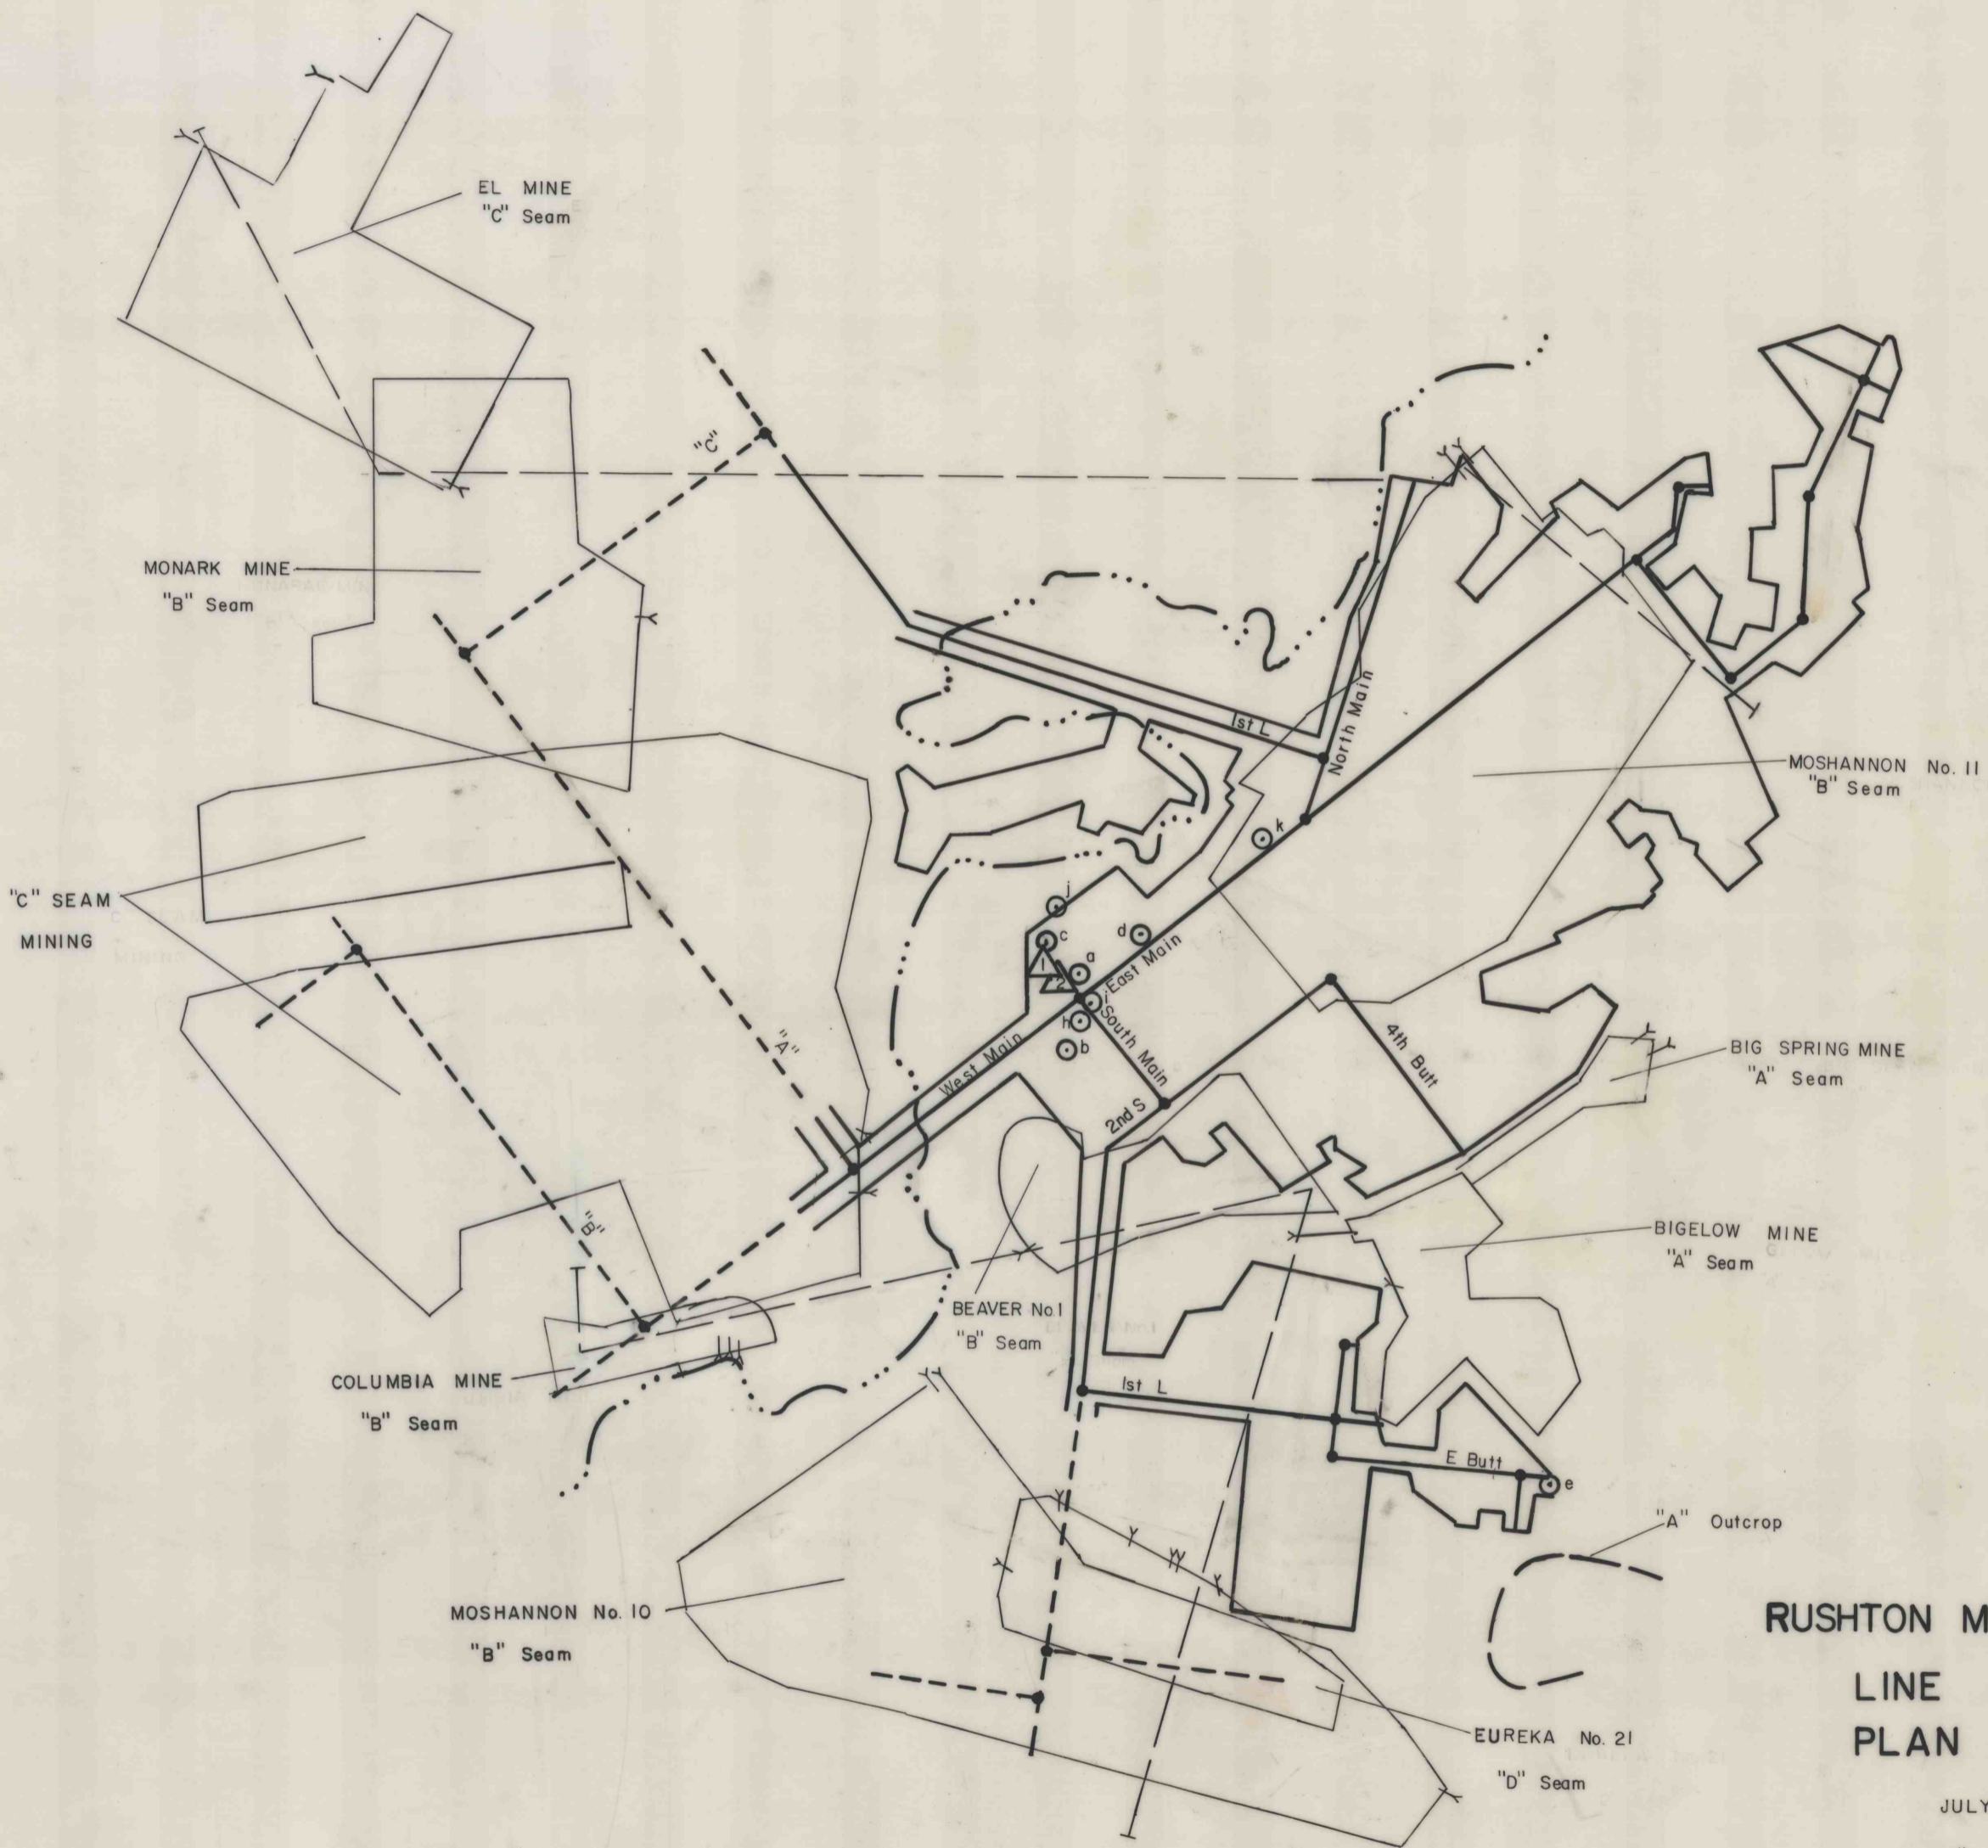 EL MINE
"C" Seam
"C"
MONARK MINE
"B" Seam
1st L
North Main
MOSHANNON No. 11
"B" Seam
k
"C" SEAM
MINING
j
c
d
a
1
2
East Main
i
h
South Main
b
"A"
West Main
4th Butt
BIG SPRING MINE
"A" Seam
2nd S
"B"
BIGELOW MINE
"A" Seam
BEAVER No 1
"B" Seam
COLUMBIA MINE
"B" Seam
1st L
E Butt
e
"A" Outcrop
MOSHANNON No. 10
"B" Seam
RUSHTON M
LINE
PLAN
EUREKA No. 21
"D" Seam
JULY